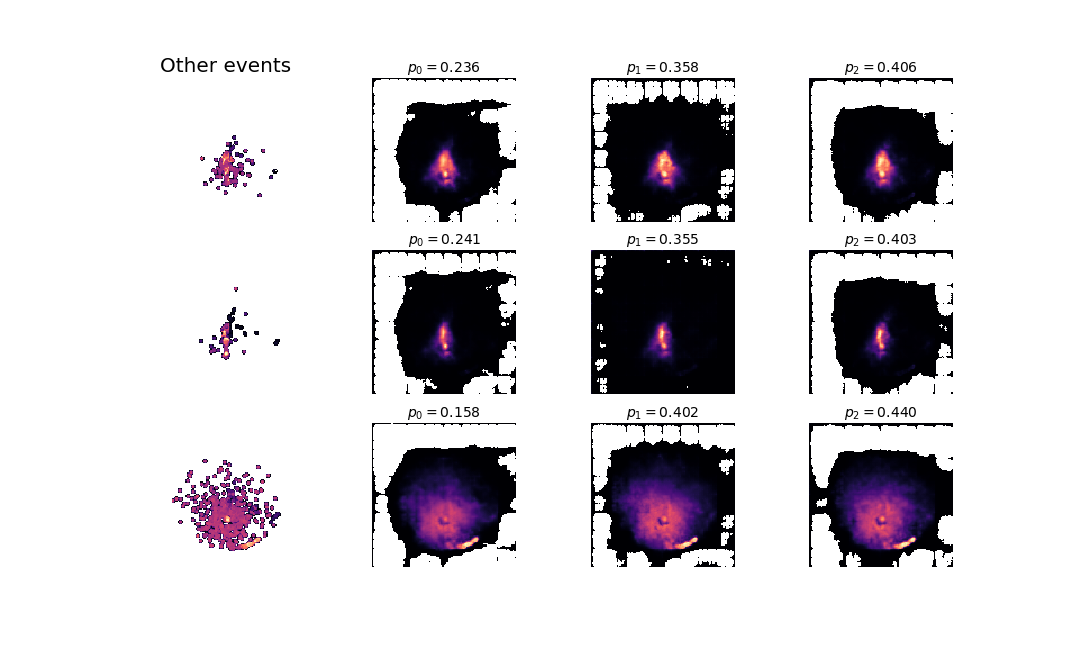 Other events
p₀ = 0.236
p₁ = 0.358
p₂ = 0.406
p₀ = 0.241
p₁ = 0.355
p₂ = 0.403
p₀ = 0.158
p₁ = 0.402
p₂ = 0.440